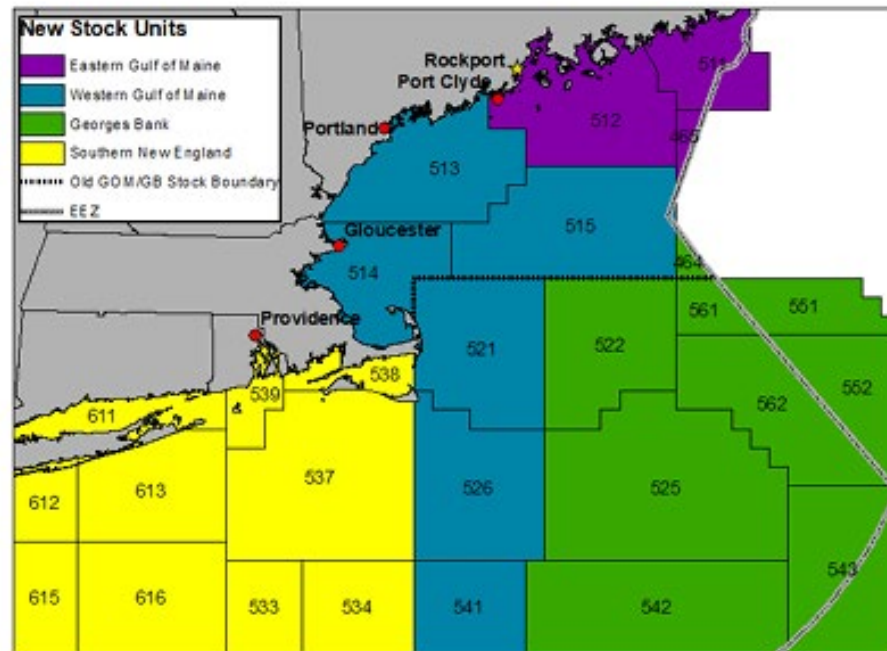 New Stock Units
Eastern Gulf of Maine
Western Gulf of Maine
Georges Bank
Southern New England
Old GOM/GB Stock Boundary
EEZ
Rockport
Port Clyde
Portland
Gloucester
Providence
511
512
465
513
515
514
464
561
551
521
522
538
539
552
562
611
537
526
525
612
613
543
615
616
533
534
541
542